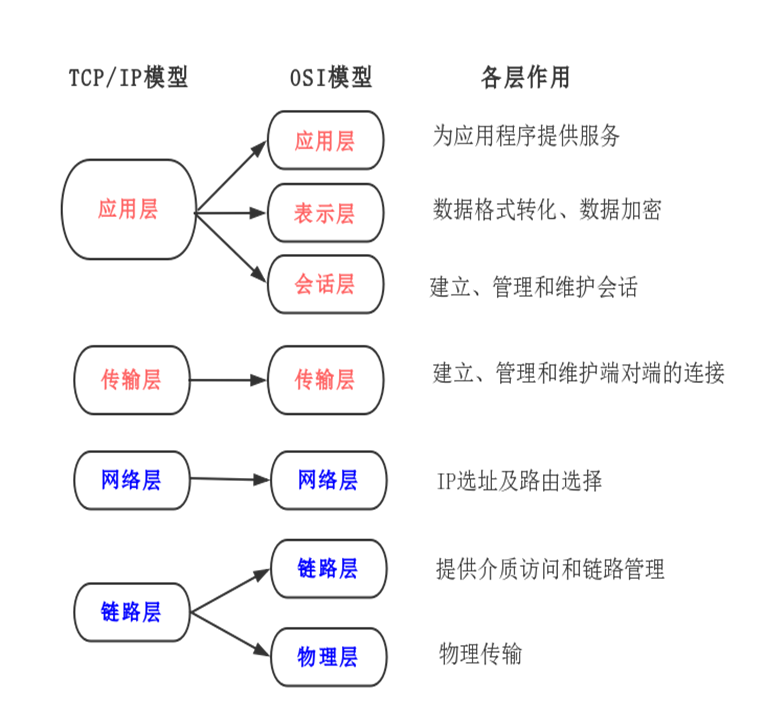 TCP/IP模型 OSI模型 各层作用
应用层 为应用程序提供服务
应用层 表示层 数据格式转化、数据加密
会话层 建立、管理和维护会话
传输层 传输层 建立、管理和维护端对端的连接
网络层 网络层 IP选址及路由选择
链路层 提供介质访问和链路管理
链路层
物理层 物理传输